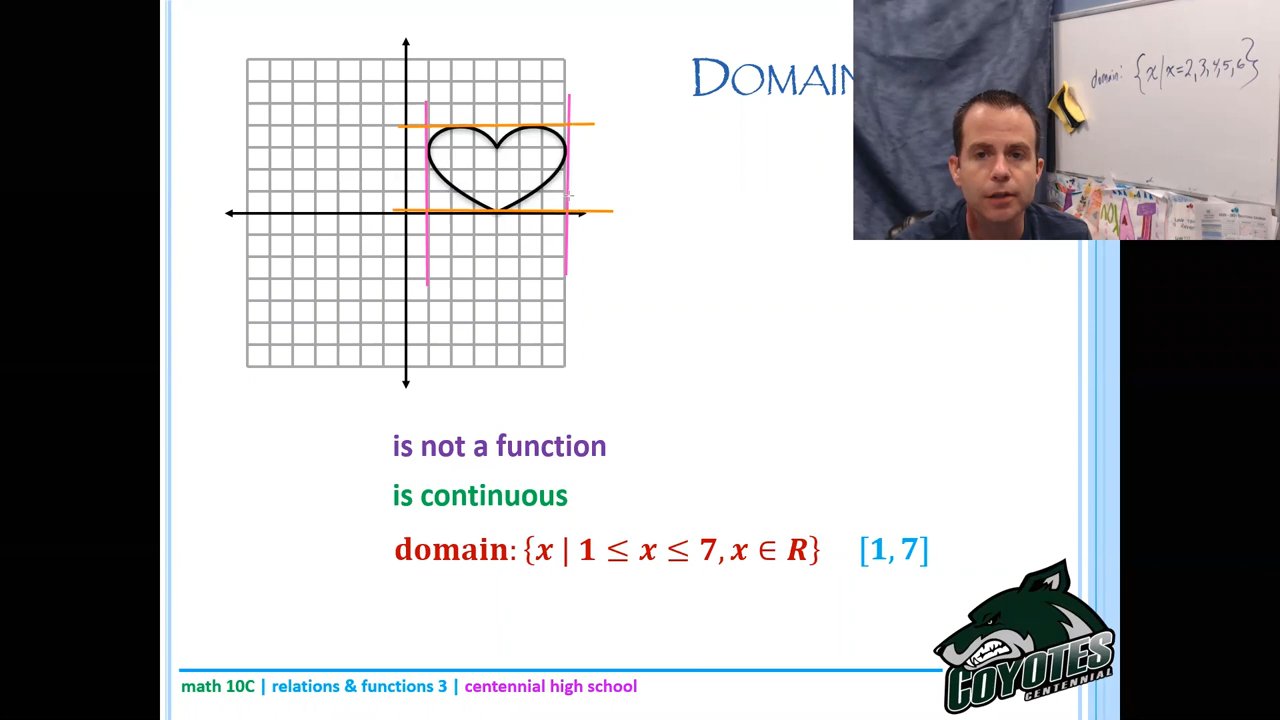 DOMAIN
domain: {x | x=2,3,4,5,6}
is not a function
is continuous
domain: {x | 1 ≤ x ≤ 7, x ∈ R} [1, 7]
COYOTES
CENTENNIAL
math 10C | relations & functions 3 | centennial high school